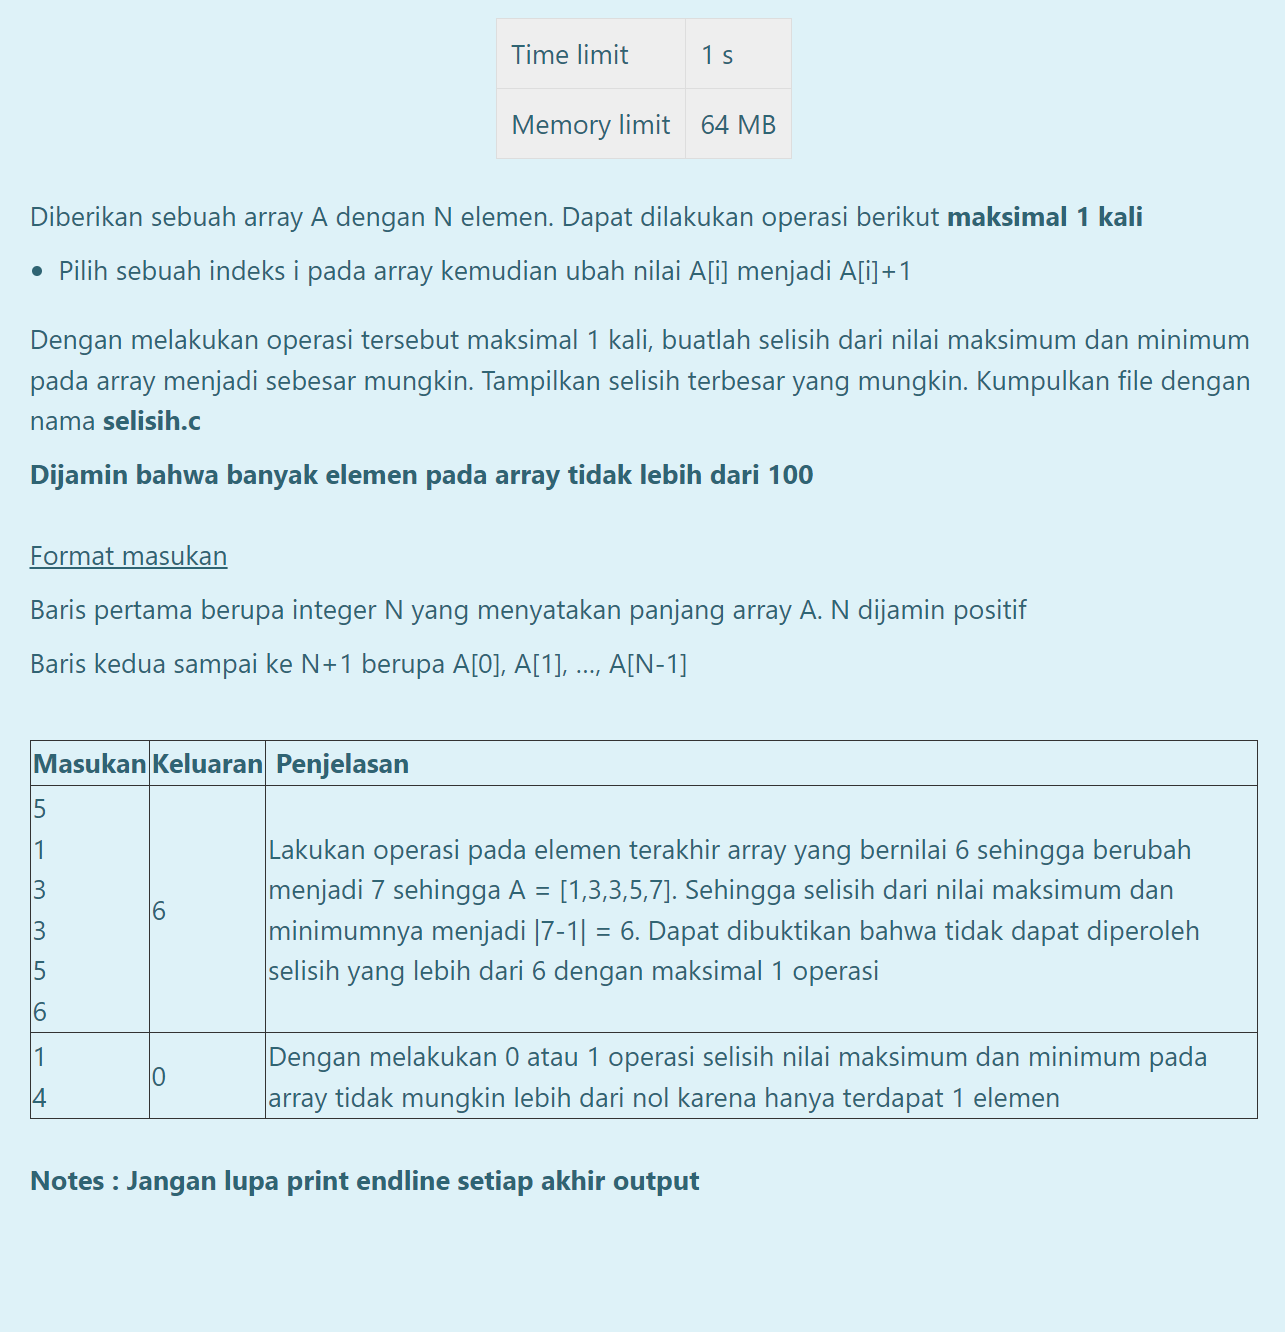 Time limit 1 s
Memory limit 64 MB
Diberikan sebuah array A dengan N elemen. Dapat dilakukan operasi berikut maksimal 1 kali
• Pilih sebuah indeks i pada array kemudian ubah nilai A[i] menjadi A[i]+1
Dengan melakukan operasi tersebut maksimal 1 kali, buatlah selisih dari nilai maksimum dan minimum
pada array menjadi sebesar mungkin. Tampilkan selisih terbesar yang mungkin. Kumpulkan file dengan
nama selisih.c
Dijamin bahwa banyak elemen pada array tidak lebih dari 100
Format masukan
Baris pertama berupa integer N yang menyatakan panjang array A. N dijamin positif
Baris kedua sampai ke N+1 berupa A[0], A[1], ..., A[N-1]
Masukan Keluaran Penjelasan
5
1
3
3
5
6
6
Lakukan operasi pada elemen terakhir array yang bernilai 6 sehingga berubah
menjadi 7 sehingga A = [1,3,3,5,7]. Sehingga selisih dari nilai maksimum dan
minimumnya menjadi |7-1| = 6. Dapat dibuktikan bahwa tidak dapat diperoleh
selisih yang lebih dari 6 dengan maksimal 1 operasi
1
4
0
Dengan melakukan 0 atau 1 operasi selisih nilai maksimum dan minimum pada
array tidak mungkin lebih dari nol karena hanya terdapat 1 elemen
Notes : Jangan lupa print endline setiap akhir output